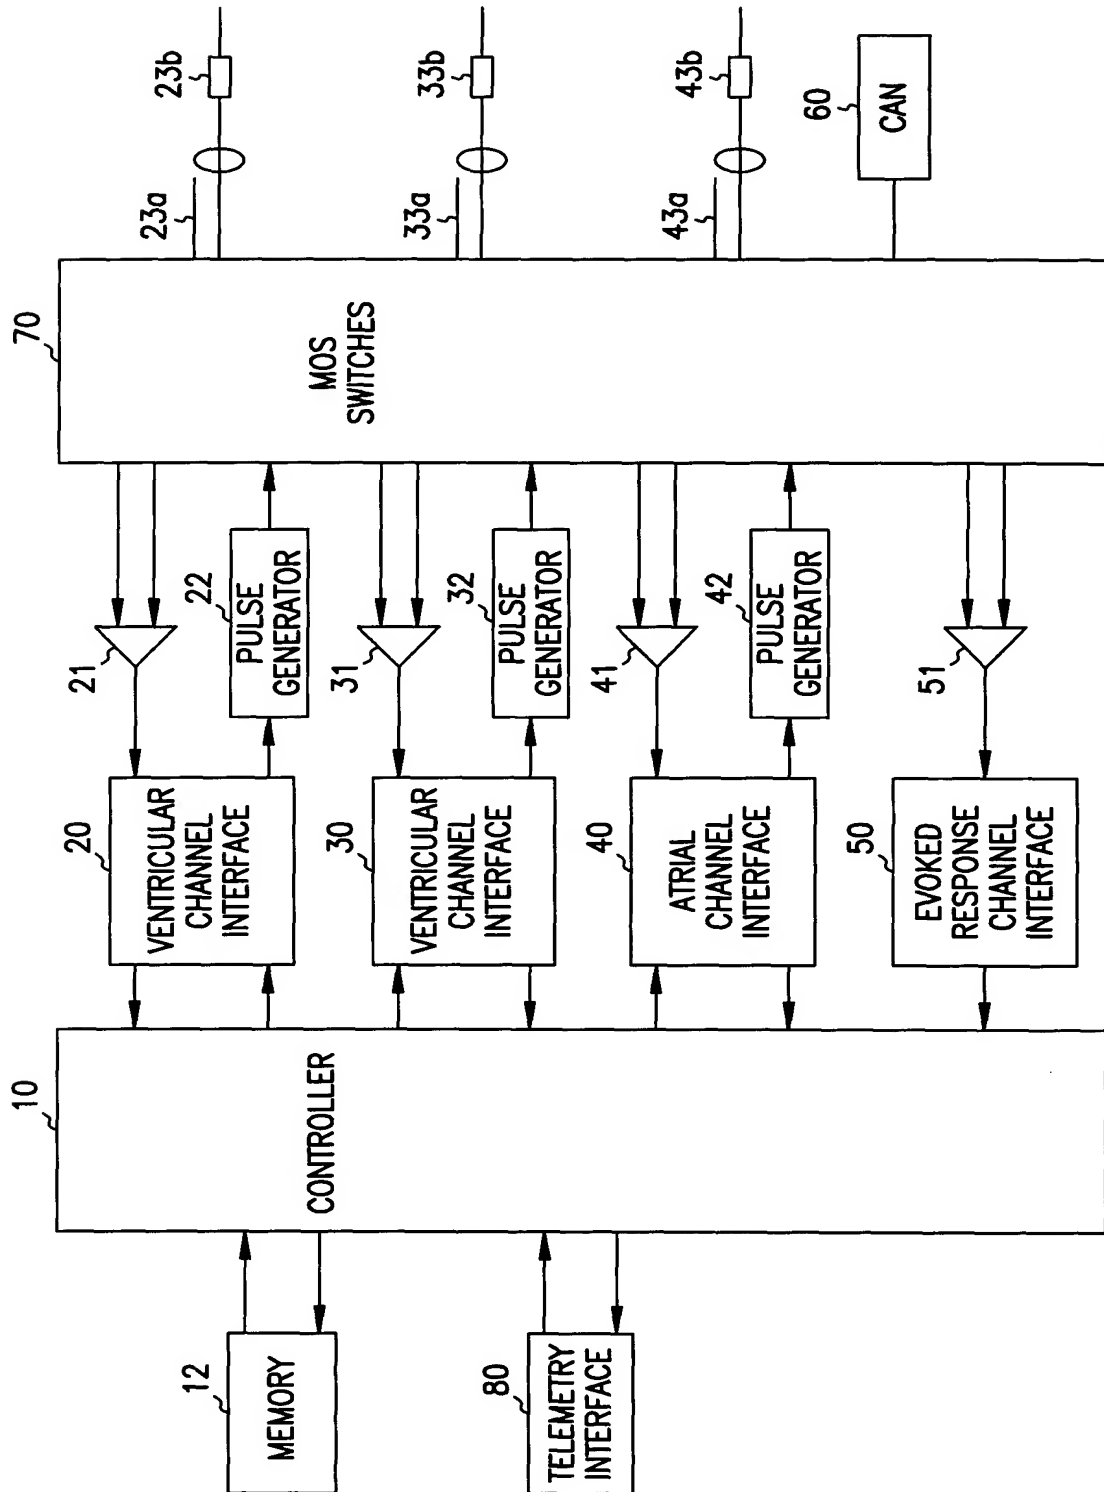 23a
23b
33a
33b
43a
43b
60
CAN
70
MOS
SWITCHES
21
22
PULSE
GENERATOR
31
32
PULSE
GENERATOR
41
42
PULSE
GENERATOR
51
20
VENTRICULAR
CHANNEL
INTERFACE
30
VENTRICULAR
CHANNEL
INTERFACE
40
ATRIAL
CHANNEL
INTERFACE
50
EVOKED
RESPONSE
CHANNEL
INTERFACE
10
CONTROLLER
12
MEMORY
80
TELEMETRY
INTERFACE